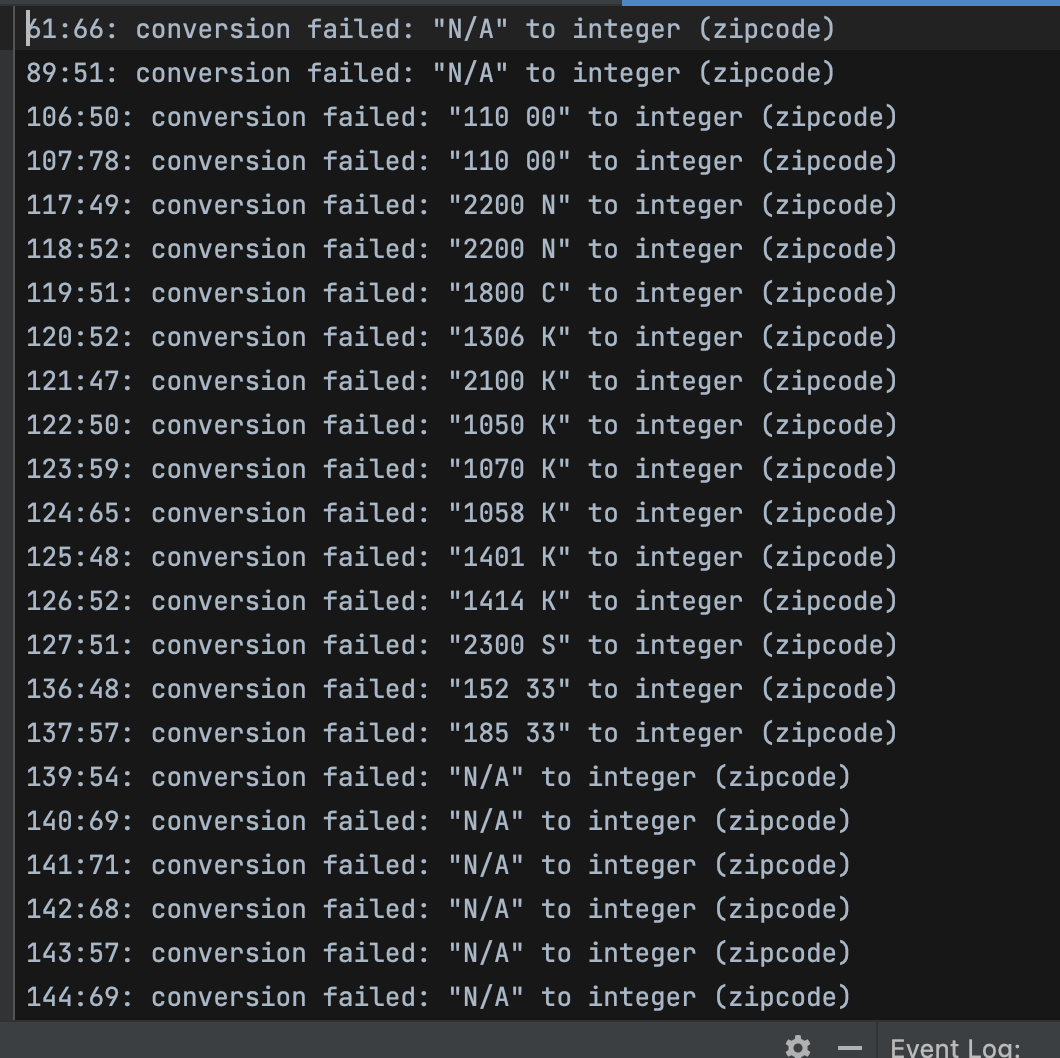 61:66: conversion failed: "N/A" to integer (zipcode)
89:51: conversion failed: "N/A" to integer (zipcode)
106:50: conversion failed: "110 00" to integer (zipcode)
107:78: conversion failed: "110 00" to integer (zipcode)
117:49: conversion failed: "2200 N" to integer (zipcode)
118:52: conversion failed: "2200 N" to integer (zipcode)
119:51: conversion failed: "1800 C" to integer (zipcode)
120:52: conversion failed: "1306 K" to integer (zipcode)
121:47: conversion failed: "2100 K" to integer (zipcode)
122:50: conversion failed: "1050 K" to integer (zipcode)
123:59: conversion failed: "1070 K" to integer (zipcode)
124:65: conversion failed: "1058 K" to integer (zipcode)
125:48: conversion failed: "1401 K" to integer (zipcode)
126:52: conversion failed: "1414 K" to integer (zipcode)
127:51: conversion failed: "2300 S" to integer (zipcode)
136:48: conversion failed: "152 33" to integer (zipcode)
137:57: conversion failed: "185 33" to integer (zipcode)
139:54: conversion failed: "N/A" to integer (zipcode)
140:69: conversion failed: "N/A" to integer (zipcode)
141:71: conversion failed: "N/A" to integer (zipcode)
142:68: conversion failed: "N/A" to integer (zipcode)
143:57: conversion failed: "N/A" to integer (zipcode)
144:69: conversion failed: "N/A" to integer (zipcode)
Event Log: